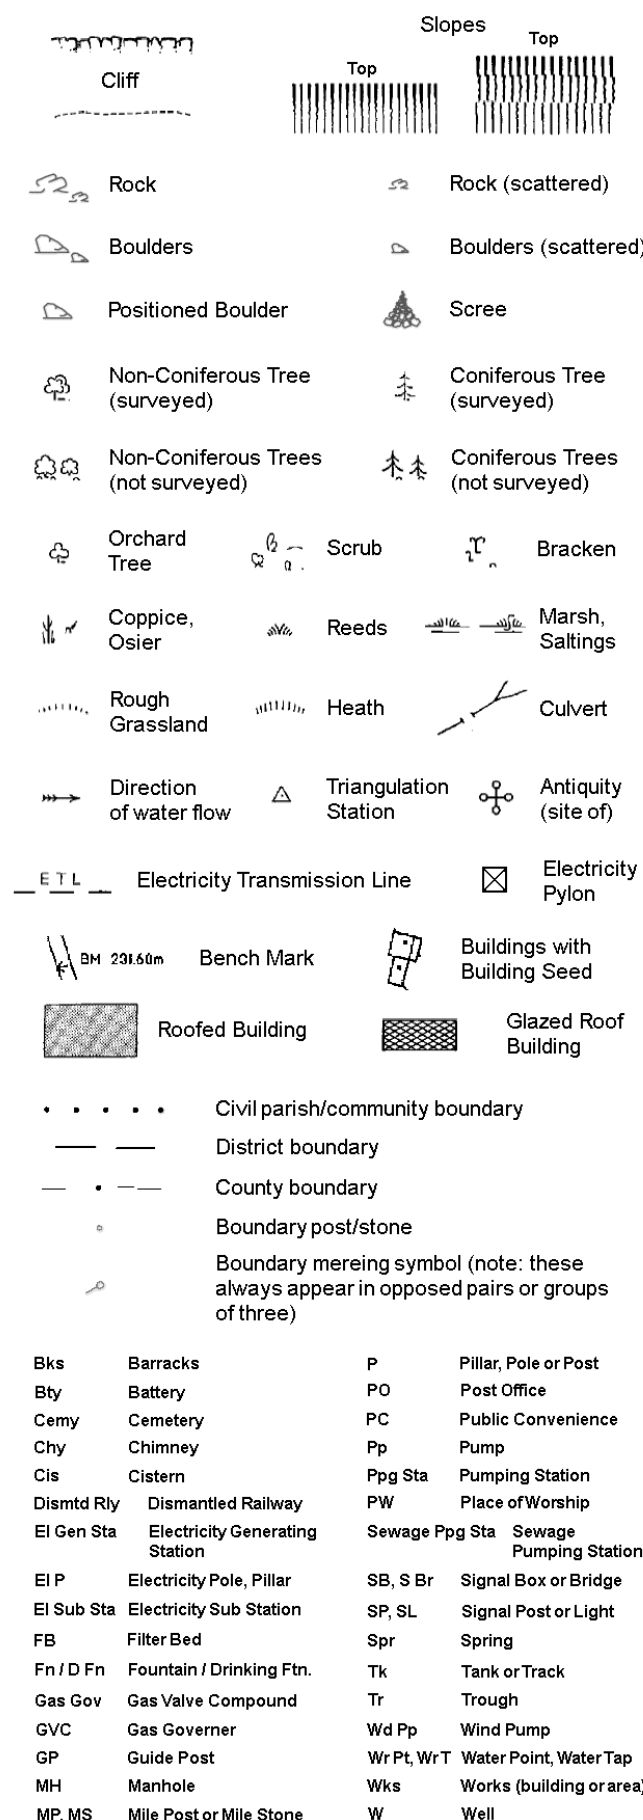 Slopes
Top
Top
Cliff
Rock
Rock (scattered)
Boulders
Boulders (scattered)
Positioned Boulder
Scree
Non-Coniferous Tree
(surveyed)
Coniferous Tree
(surveyed)
Non-Coniferous Trees
(not surveyed)
Coniferous Trees
(not surveyed)
Orchard
Tree
Scrub
Bracken
Coppice,
Osier
Reeds
Marsh,
Saltings
Rough
Grassland
Heath
Culvert
Direction
of water flow
Triangulation
Station
Antiquity
(site of)
E T L
Electricity Transmission Line
Electricity
Pylon
BM 231.60m
Bench Mark
Buildings with
Building Seed
Roofed Building
Glazed Roof
Building
Civil parish/community boundary
District boundary
County boundary
Boundary post/stone
Boundary mereing symbol (note: these
always appear in opposed pairs or groups
of three)
Bks Barracks
P Pillar, Pole or Post
Bty Battery
PO Post Office
Cemy Cemetery
PC Public Convenience
Chy Chimney
Pp Pump
Cis Cistern
Ppg Sta Pumping Station
Dismtd Rly Dismantled Railway
PW Place of Worship
El Gen Sta Electricity Generating
Station
Sewage Ppg Sta Sewage
Pumping Station
El P Electricity Pole, Pillar
SB, S Br Signal Box or Bridge
El Sub Sta Electricity Sub Station
SP, SL Signal Post or Light
FB Filter Bed
Spr Spring
Fn / D Fn Fountain / Drinking Ftn.
Tk Tank or Track
Gas Gov Gas Valve Compound
Tr Trough
GVC Gas Governer
Wd Pp Wind Pump
GP Guide Post
Wr Pt, Wr T Water Point, Water Tap
MH Manhole
Wks Works (building or area)
MP, MS Mile Post or Mile Stone
W Well